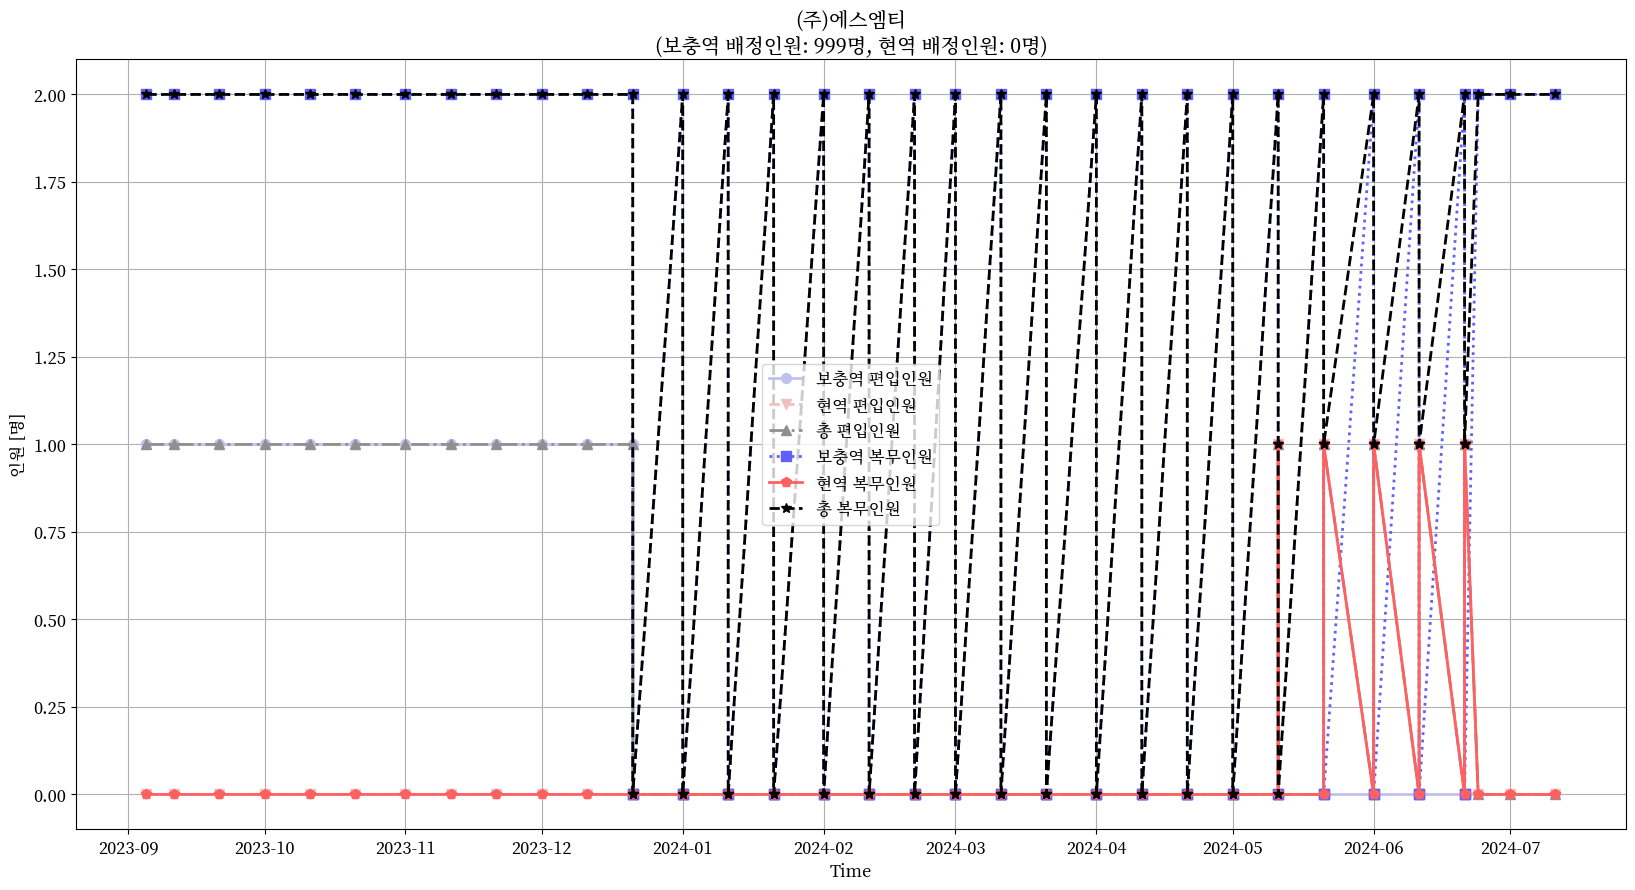 (주)에스엠티
(보충역 배정인원: 999명, 현역 배정인원: 0명)
인원 [명]
2.00
1.75
1.50
1.25
1.00
0.75
0.50
0.25
0.00
보충역 편입인원
현역 편입인원
총 편입인원
보충역 복무인원
현역 복무인원
총 복무인원
2023-09
2023-10
2023-11
2023-12
2024-01
2024-02
2024-03
2024-04
2024-05
2024-06
2024-07
Time